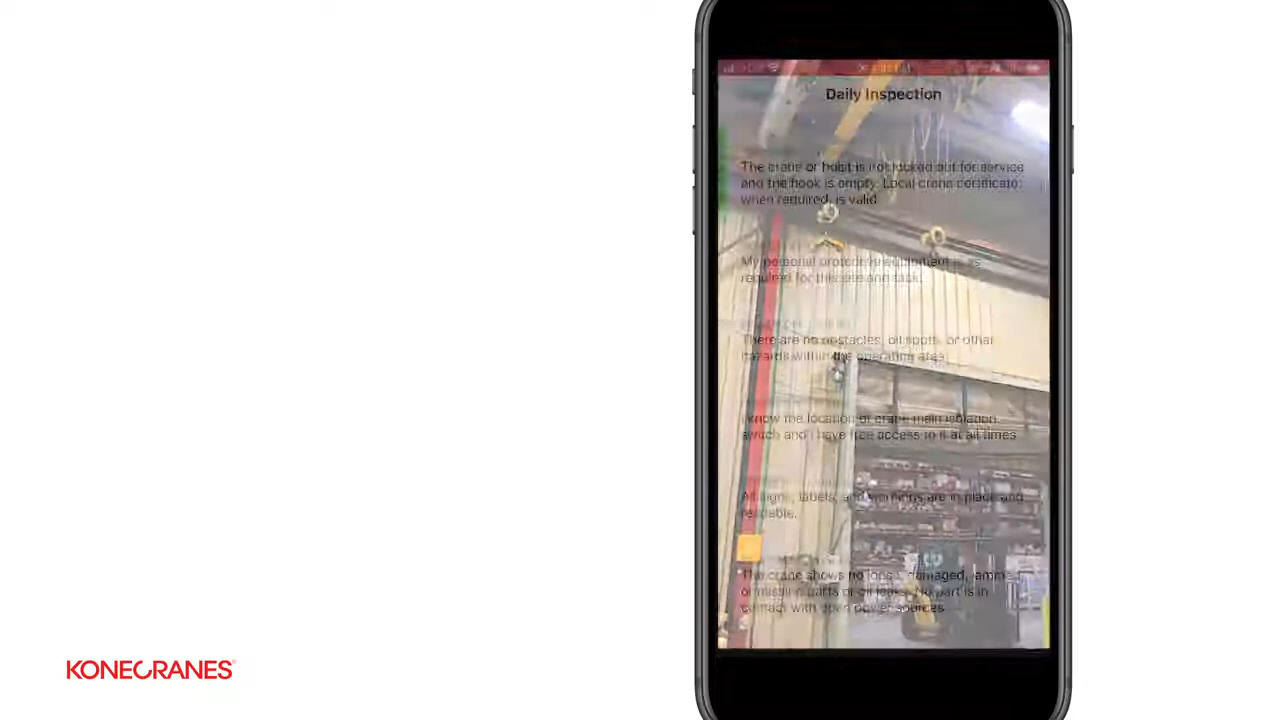 Daily Inspection
The crane or hoist is not locked out for service
and the hook is empty. Local crane certificate,
when required, is valid
My personal protective equipment is as
required for the site and task.
There are no obstacles, oil spots, or other
hazards within the operating area.
I know the location of crane main isolation
switch and I have free access to it at all times
All signs, labels, and warnings are in place and
readable.
The crane shows no loose, damaged, jammed
or missing parts or oil leaks. No part is in
contact with open power sources
KONECRANES